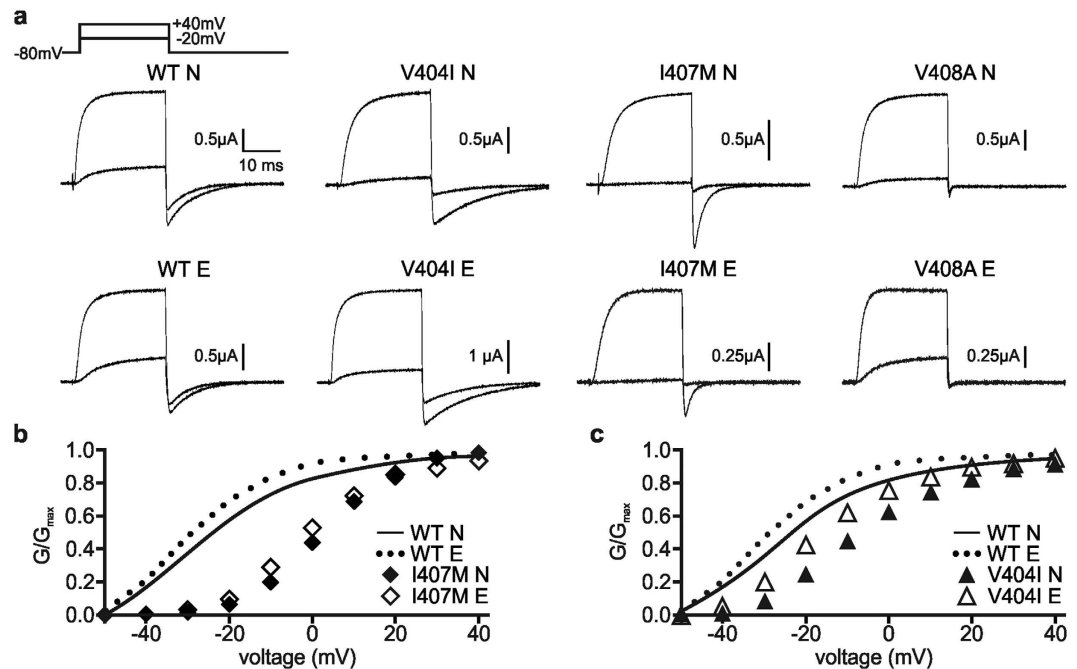 a
+40mV
-20mV
-80mV
WT N
V404I N
I407M N
V408A N
0.5µA
10 ms
0.5µA
0.5µA
0.5µA
WT E
V404I E
I407M E
V408A E
0.5µA
1 µA
0.25µA
0.25µA
b
G/Gmax
1.0
0.8
0.6
0.4
0.2
0.0
-40
-20
0
20
40
voltage (mV)
WT N
WT E
I407M N
I407M E
c
G/Gmax
1.0
0.8
0.6
0.4
0.2
0.0
-40
-20
0
20
40
voltage (mV)
WT N
WT E
V404I N
V404I E